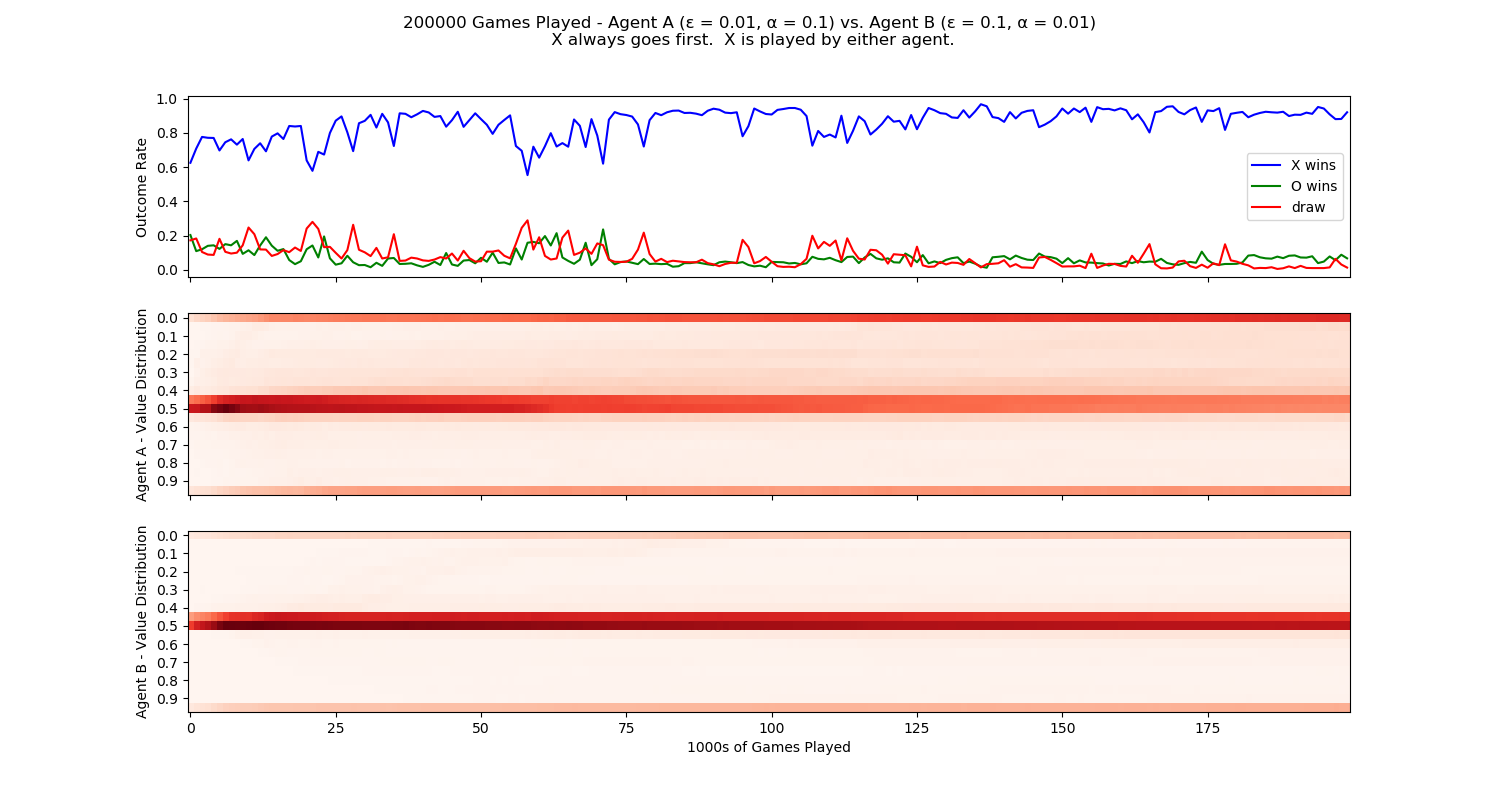 200000 Games Played - Agent A (ε = 0.01, α = 0.1) vs. Agent B (ε = 0.1, α = 0.01)
X always goes first.  X is played by either agent.
Outcome Rate
1.0
0.8
0.6
0.4
0.2
0.0
X wins
O wins
draw
Agent A - Value Distribution
0.0
0.1
0.2
0.3
0.4
0.5
0.6
0.7
0.8
0.9
Agent B - Value Distribution
0.0
0.1
0.2
0.3
0.4
0.5
0.6
0.7
0.8
0.9
0 25 50 75 100 125 150 175
1000s of Games Played